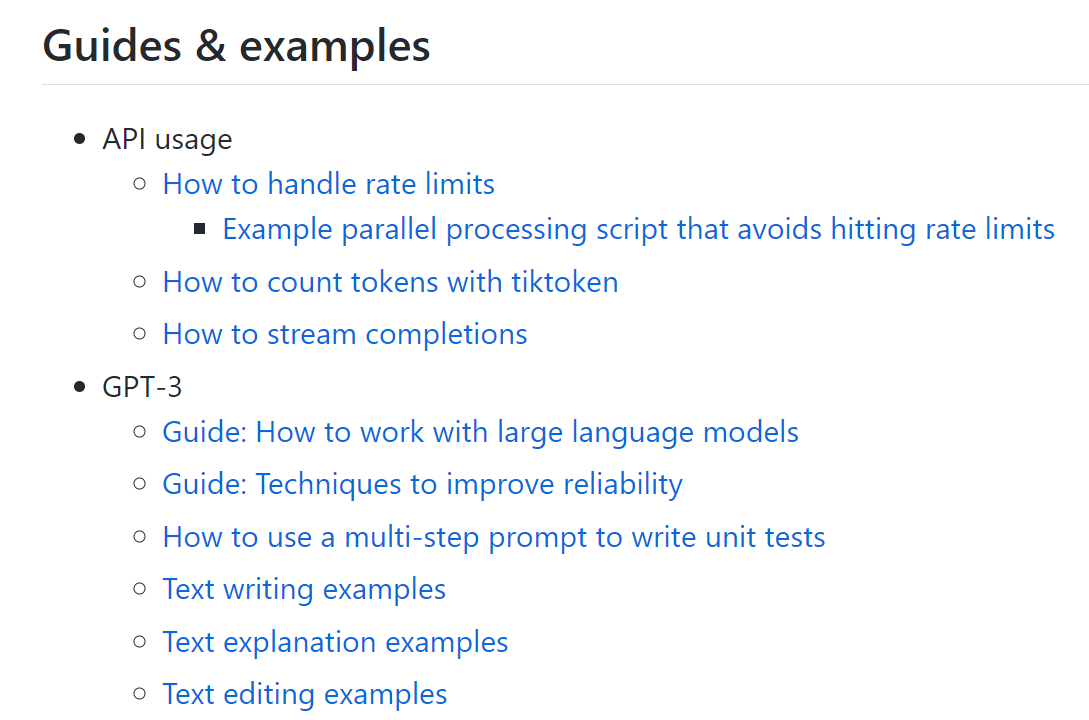 Guides & examples
API usage
How to handle rate limits
Example parallel processing script that avoids hitting rate limits
How to count tokens with tiktoken
How to stream completions
GPT-3
Guide: How to work with large language models
Guide: Techniques to improve reliability
How to use a multi-step prompt to write unit tests
Text writing examples
Text explanation examples
Text editing examples